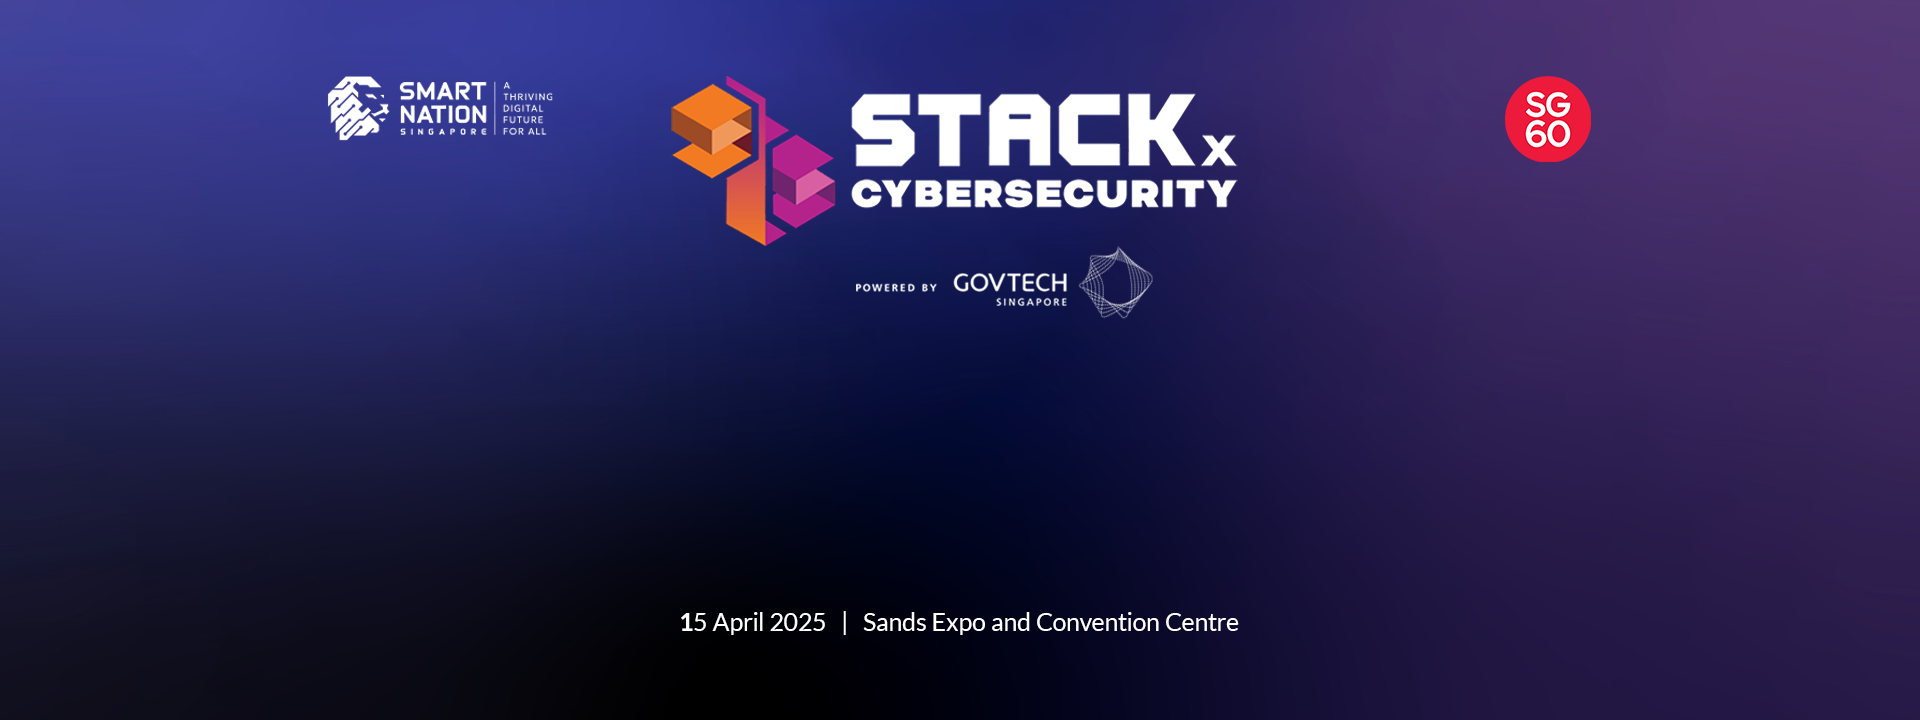 SMART
NATION
SINGAPORE
A
THRIVING
DIGITAL
FUTURE
FOR ALL
STACK x
CYBERSECURITY
POWERED BY
GOVTECH
SINGAPORE
SG
60
15 April 2025 | Sands Expo and Convention Centre